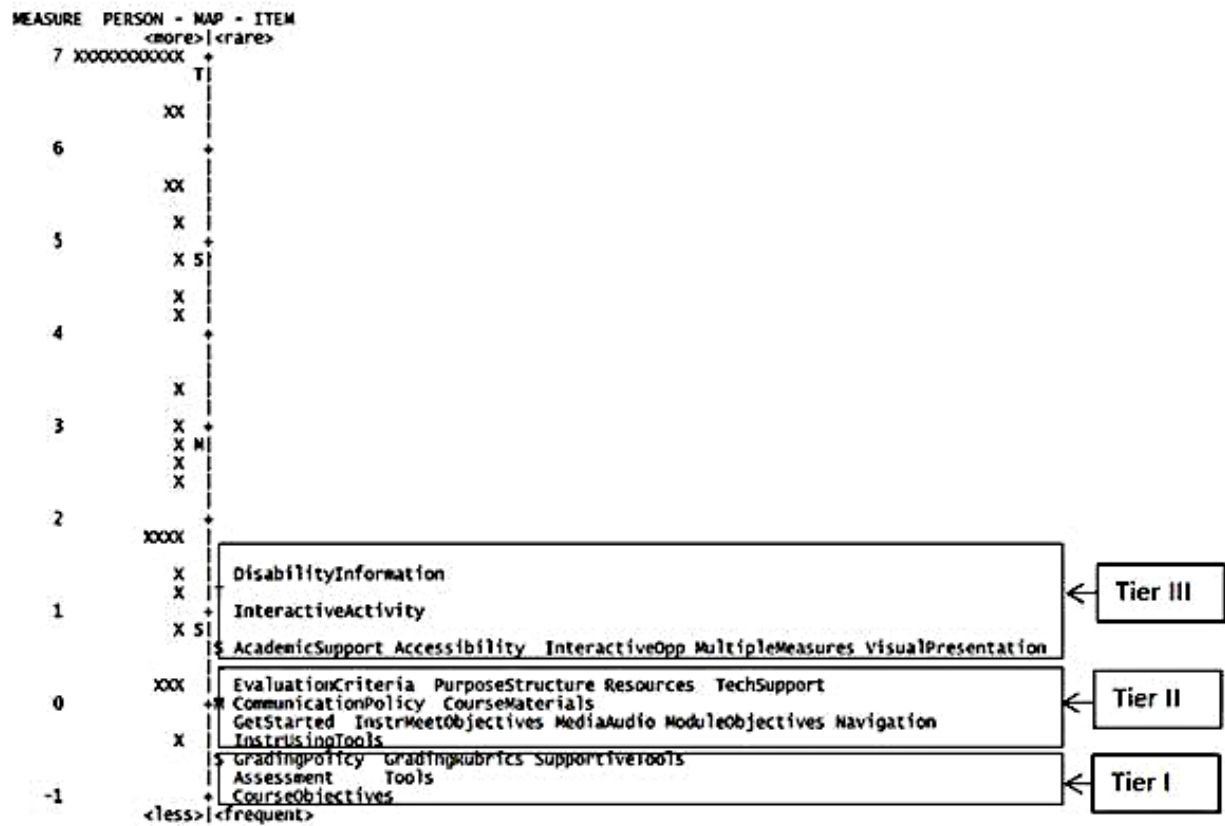 MEASURE PERSON - MAP - ITEM
<more>|<rare>
7 XXXXXXXXXXXX +
T|
XX |
6 +
XX |
X |
5 +
X S|
X |
X |
4 +
X |
3 X +
X M|
X |
X |
2 +
XXXX |
X | DisabilityInformation
X |T
1 + InteractiveActivity
X S|
S AcademicSupport Accessibility InteractiveOpp MultipleMeasures VisualPresentation
Tier III
XXX | EvaluationCriteria PurposeStructure Resources TechSupport
0 +M CommunicationPolicy CourseMaterials
GetStarted InstrMeetObjectives MediaAudio ModuleObjectives Navigation
X | InstrUsingTools
Tier II
S GradingPolicy GradingRubrics SupportiveTools
Assessment Tools
-1 + CourseObjectives
Tier I
<less>|<frequent>